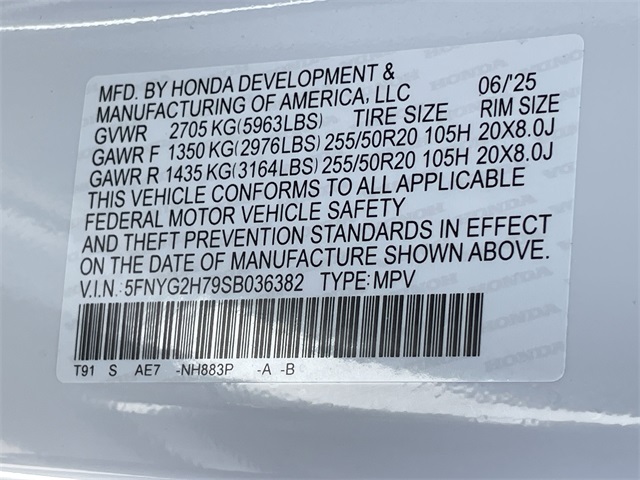 MFD. BY HONDA DEVELOPMENT & 06/'25
MANUFACTURING OF AMERICA, LLC
GVWR 2705 KG(5963LBS) TIRE SIZE RIM SIZE
GAWR F 1350 KG(2976LBS) 255/50R20 105H 20X8.0J
GAWR R 1435 KG(3164LBS) 255/50R20 105H 20X8.0J
THIS VEHICLE CONFORMS TO ALL APPLICABLE
FEDERAL MOTOR VEHICLE SAFETY
AND THEFT PREVENTION STANDARDS IN EFFECT
ON THE DATE OF MANUFACTURE SHOWN ABOVE.
V.I.N.: 5FNYG2H79SB036382 TYPE: MPV
T91 S AE7 -NH883P -A -B